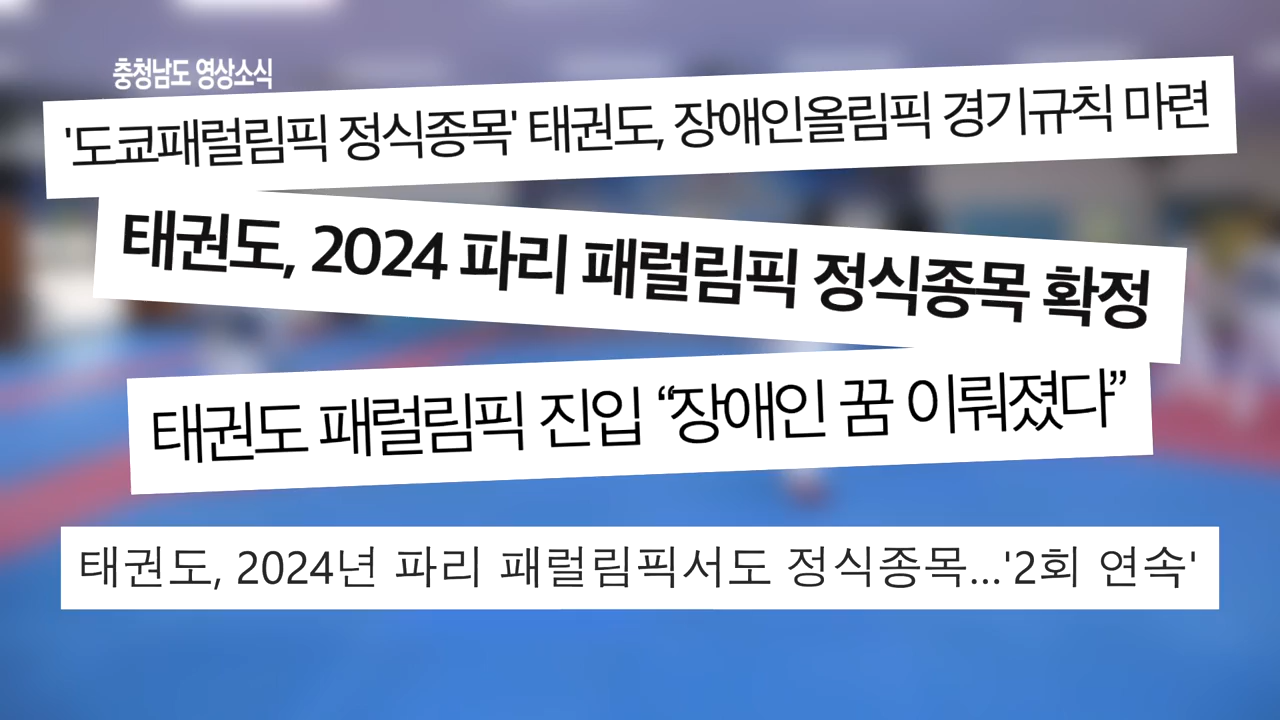 충청남도 영상소식
'도쿄패럴림픽 정식종목' 태권도, 장애인올림픽 경기규칙 마련
태권도, 2024 파리 패럴림픽 정식종목 확정
태권도 패럴림픽 진입 “장애인 꿈 이뤄졌다”
태권도, 2024년 파리 패럴림픽서도 정식종목...'2회 연속'